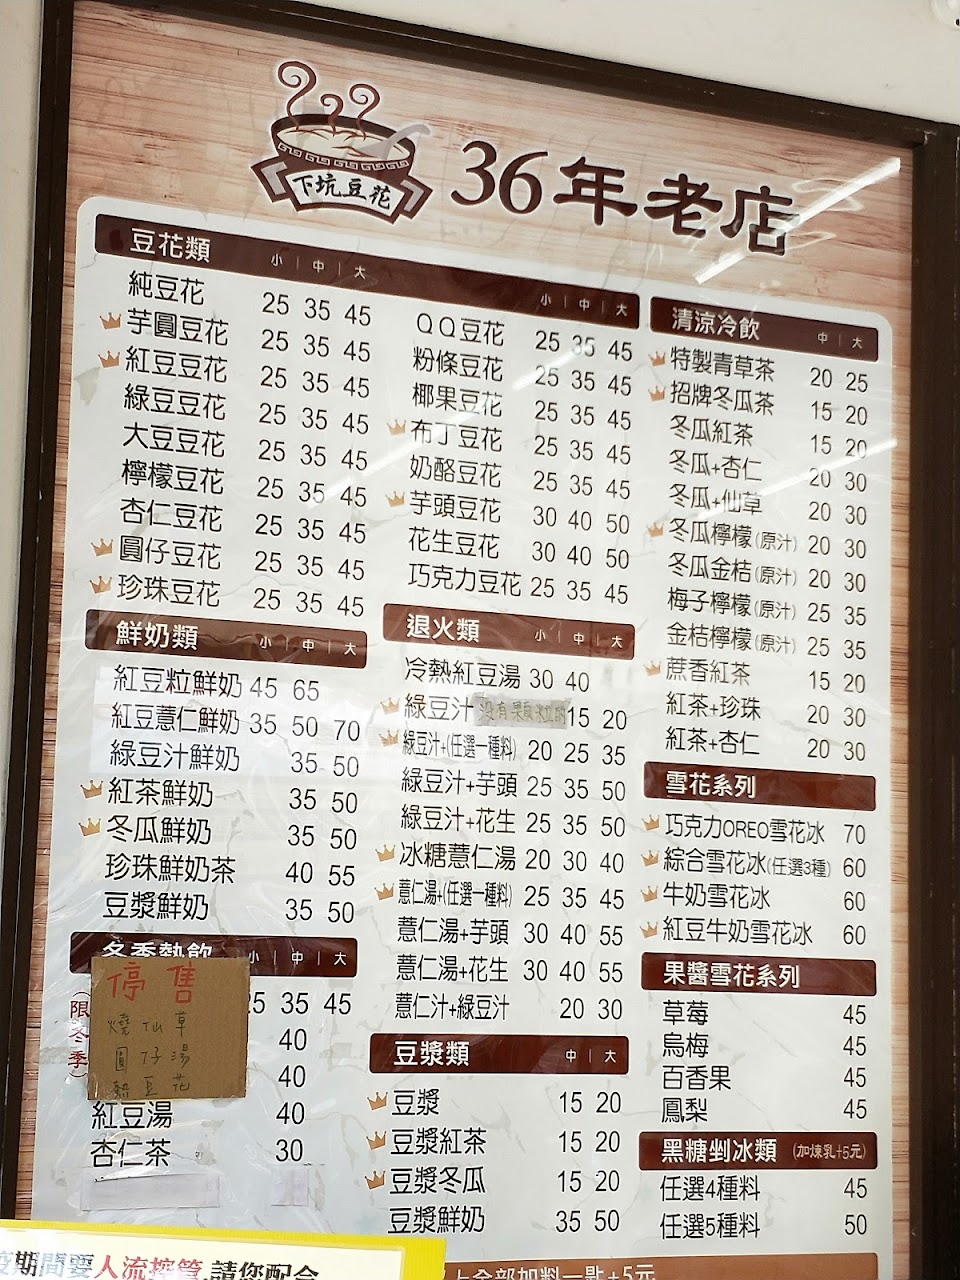 下坑豆花
36年老店
豆花類 小 | 中 | 大
純豆花 25 35 45
芋圓豆花 25 35 45
紅豆豆花 25 35 45
綠豆豆花 25 35 45
大豆豆花 25 35 45
檸檬豆花 25 35 45
杏仁豆花 25 35 45
圓仔豆花 25 35 45
珍珠豆花 25 35 45
鮮奶類 小 | 中 | 大
紅豆粒鮮奶 45 65
紅豆薏仁鮮奶 35 50 70
綠豆汁鮮奶 35 50
紅茶鮮奶 35 50
冬瓜鮮奶 35 50
珍珠鮮奶茶 40 55
豆漿鮮奶 35 50
冬季熱飲 小 | 中 | 大
(限冬季)
停售
燒仙草
圓仔湯
熱豆花
25 35 45
40
40
紅豆湯 40
杏仁茶 30
小 | 中 | 大
QQ豆花 25 35 45
粉條豆花 25 35 45
椰果豆花 25 35 45
布丁豆花 25 35 45
奶酪豆花 25 35 45
芋頭豆花 30 40 50
花生豆花 30 40 50
巧克力豆花 25 35 45
退火類 小 | 中 | 大
冷熱紅豆湯 30 40
綠豆汁 沒有顆粒 15 20
綠豆汁+(任選一種料) 20 25 35
綠豆汁+芋頭 25 35 50
綠豆汁+花生 25 35 50
冰糖薏仁湯 20 30 40
薏仁湯+(任選一種料) 25 35 45
薏仁湯+芋頭 30 40 55
薏仁湯+花生 30 40 55
薏仁汁+綠豆汁 20 30
豆漿類 中 | 大
豆漿 15 20
豆漿紅茶 15 20
豆漿冬瓜 15 20
豆漿鮮奶 35 50
清涼冷飲 中 | 大
特製青草茶 20 25
招牌冬瓜茶 15 20
冬瓜紅茶 15 20
冬瓜+杏仁 20 30
冬瓜+仙草 20 30
冬瓜檸檬(原汁) 20 30
冬瓜金桔(原汁) 20 30
梅子檸檬(原汁) 25 35
金桔檸檬(原汁) 25 35
蔗香紅茶 15 20
紅茶+珍珠 20 30
紅茶+杏仁 20 30
雪花系列
巧克力OREO雪花冰 70
綜合雪花冰(任選3種) 60
牛奶雪花冰 60
紅豆牛奶雪花冰 60
果醬雪花系列
草莓 45
烏梅 45
百香果 45
鳳梨 45
黑糖剉冰類 (加煉乳+5元)
任選4種料 45
任選5種料 50
以上全部加料一匙+5元
疫期間要人流控管,請您配合